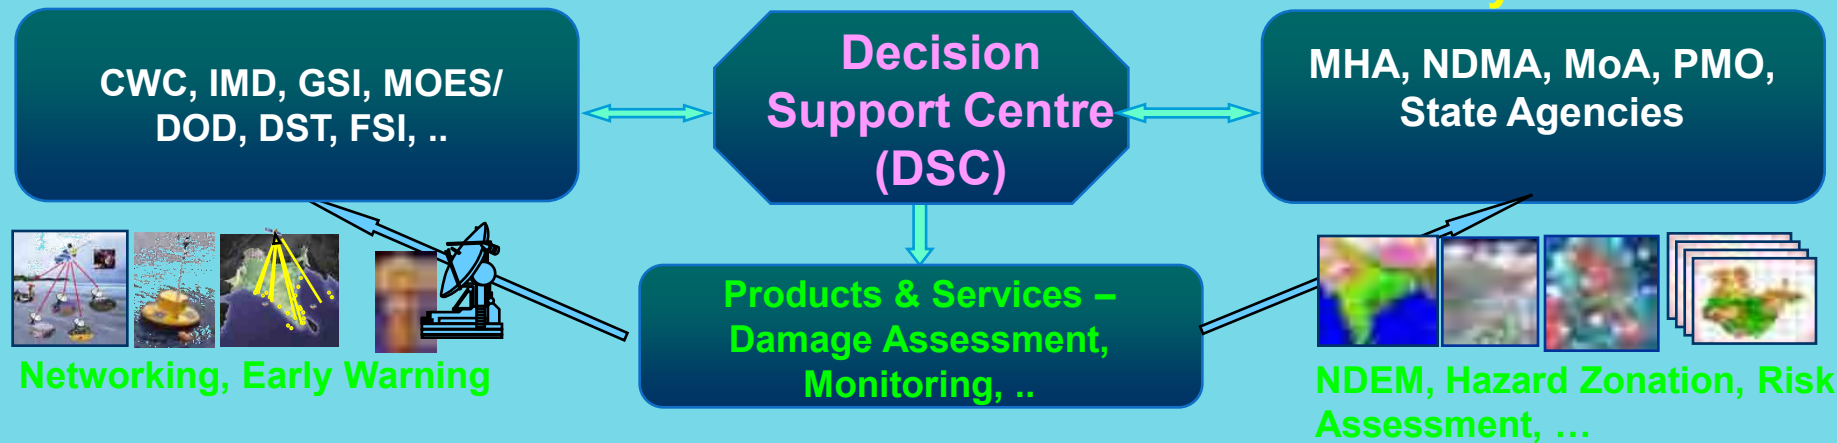 CWC, IMD, GSI, MOES/
DOD, DST, FSI, ..
Decision
Support Centre
(DSC)
MHA, NDMA, MoA, PMO,
State Agencies
Products & Services –
Damage Assessment,
Monitoring, ..
Networking, Early Warning
NDEM, Hazard Zonation, Risk
Assessment, ...